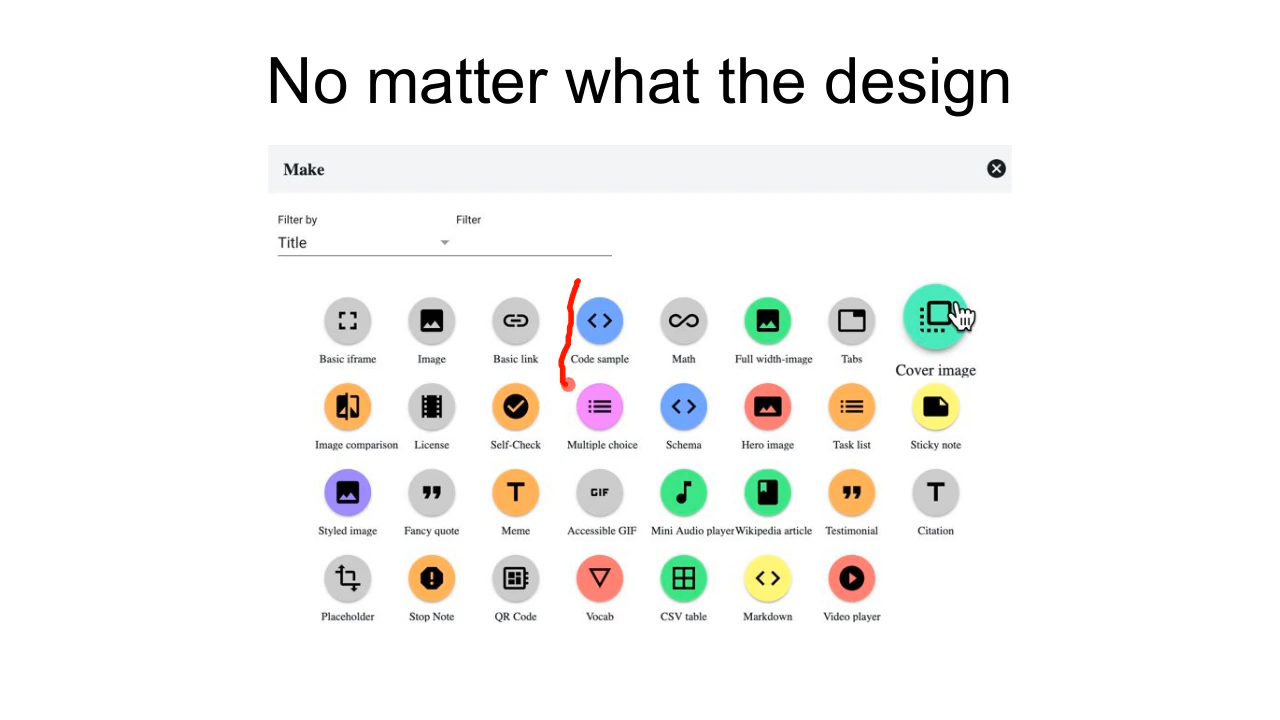 No matter what the design
Make
Filter by Filter
Title
Basic iframe Image Basic link Code sample Math Full width-image Tabs Cover image
Image comparison License Self-Check Multiple choice Schema Hero image Task list Sticky note
GIF
Styled image Fancy quote Meme Accessible GIF Mini Audio player Wikipedia article Testimonial Citation
Placeholder Stop Note QR Code Vocab CSV table Markdown Video player